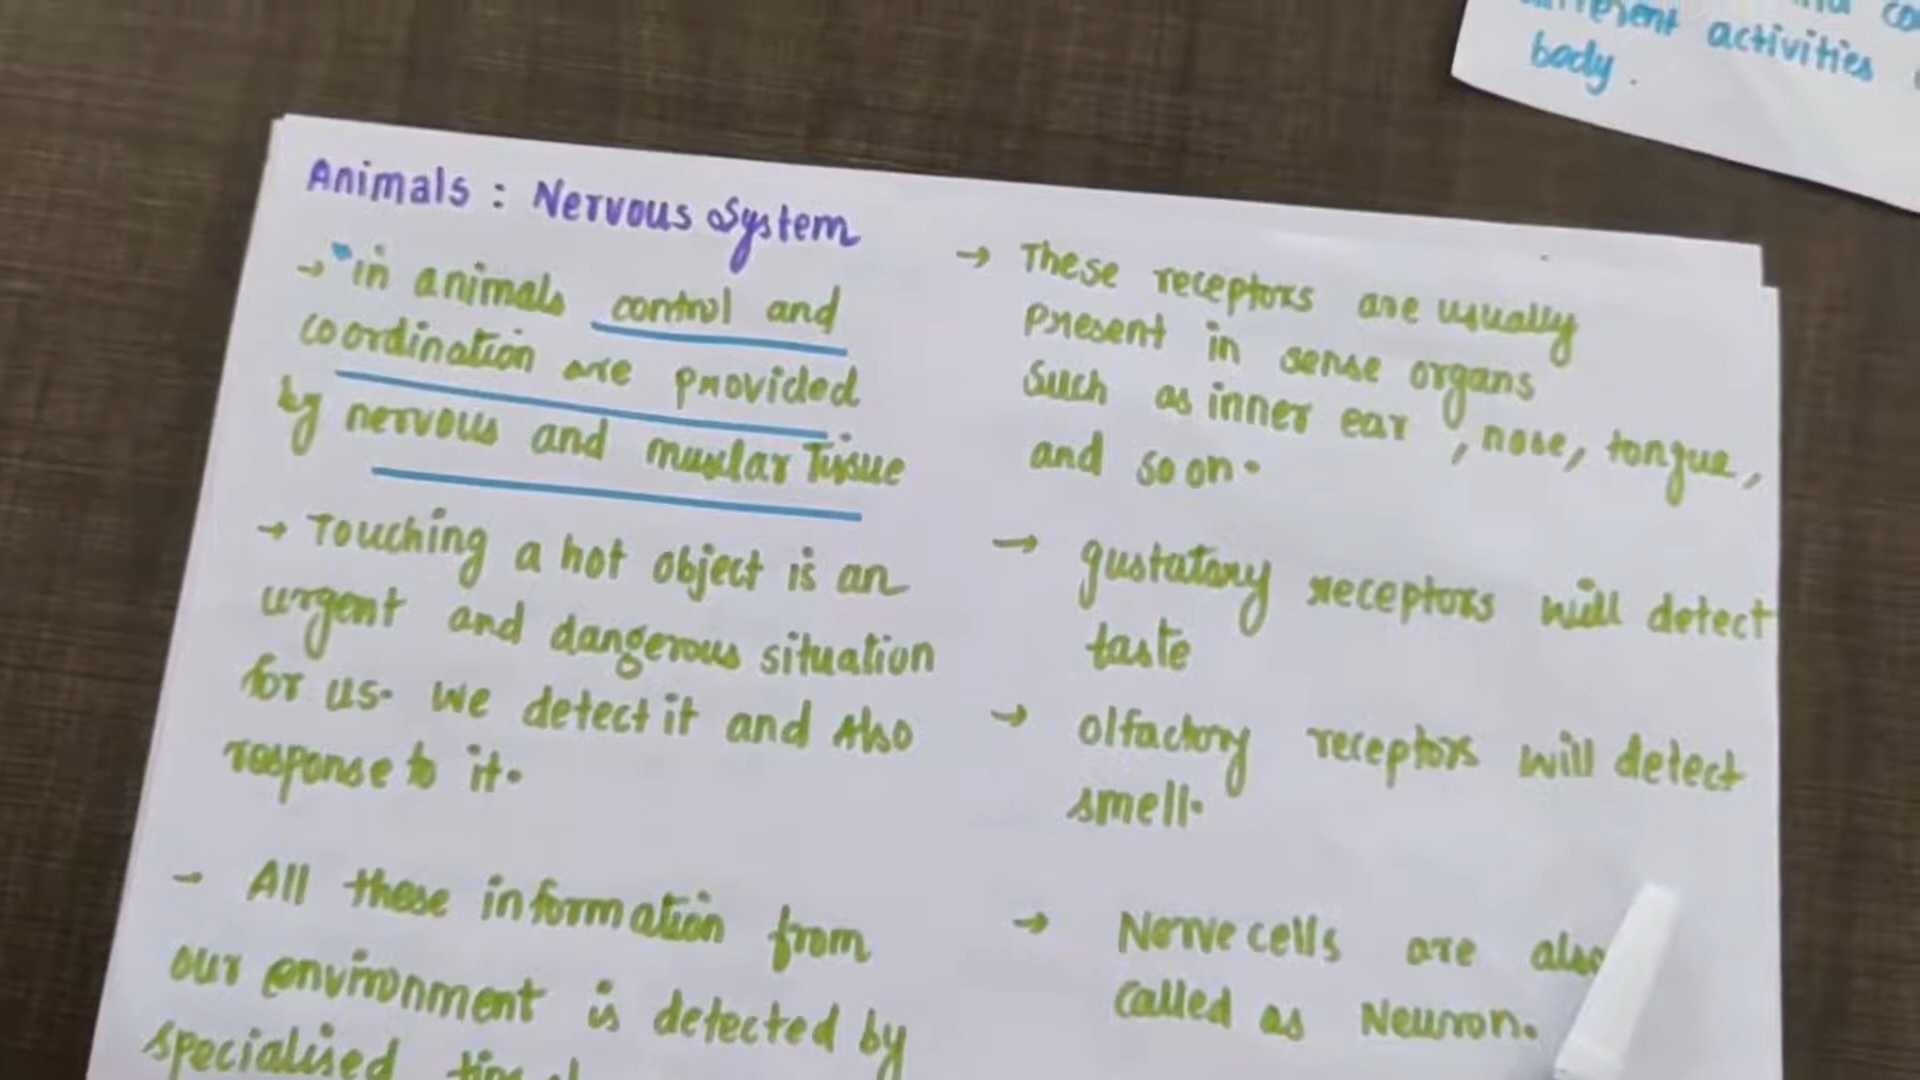 Animals : Nervous System
→ in animals control and
coordination are provided
by nervous and muscular Tissue
→ Touching a hot object is an
urgent and dangerous situation
for us. we detect it and Also
response to it.
→ All these information from
our environment is detected by
specialised
→ These receptors are usually
present in sense organs
Such as inner ear, nose, tongue,
and so on.
→ gustatory receptors will detect
taste
→ olfactory receptors will detect
smell.
→ Nerve cells are also
called as Neuron.
different activities
body.